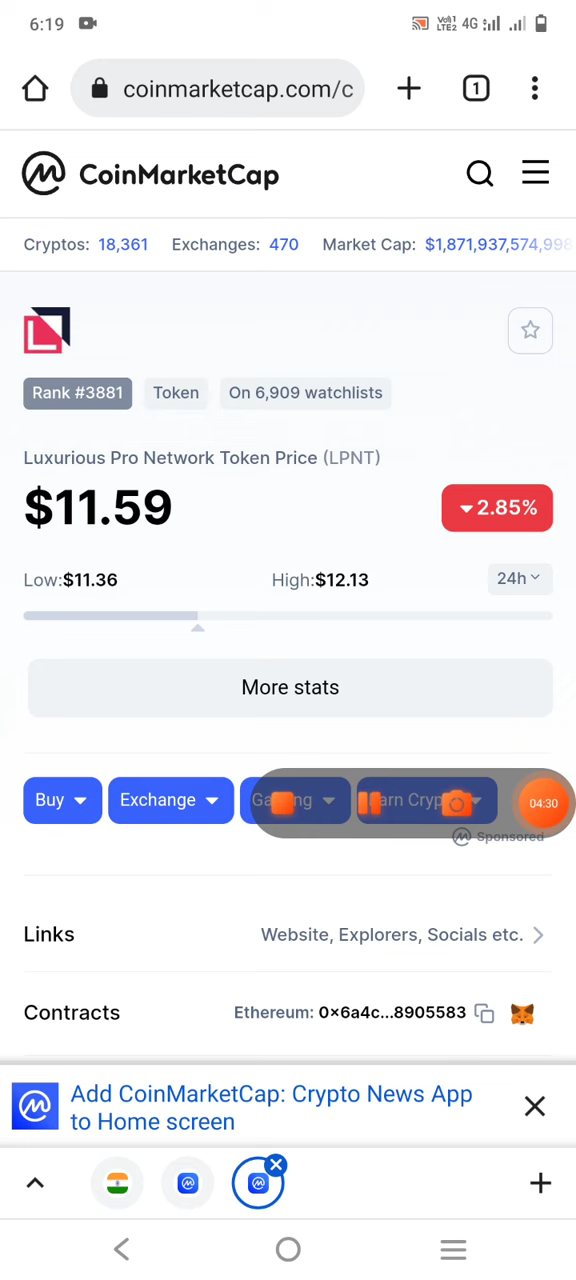 6:19 Vol1 LTE2 4G
coinmarketcap.com/c 1
CoinMarketCap
Cryptos: 18,361 Exchanges: 470 Market Cap: $1,871,937,574,998
Rank #3881 Token On 6,909 watchlists
Luxurious Pro Network Token Price (LPNT)
$11.59 2.85%
Low:$11.36 High:$12.13 24h
More stats
Buy Exchange 04:30
Sponsored
Links Website, Explorers, Socials etc.
Contracts Ethereum: 0x6a4c...8905583
Add CoinMarketCap: Crypto News App
to Home screen